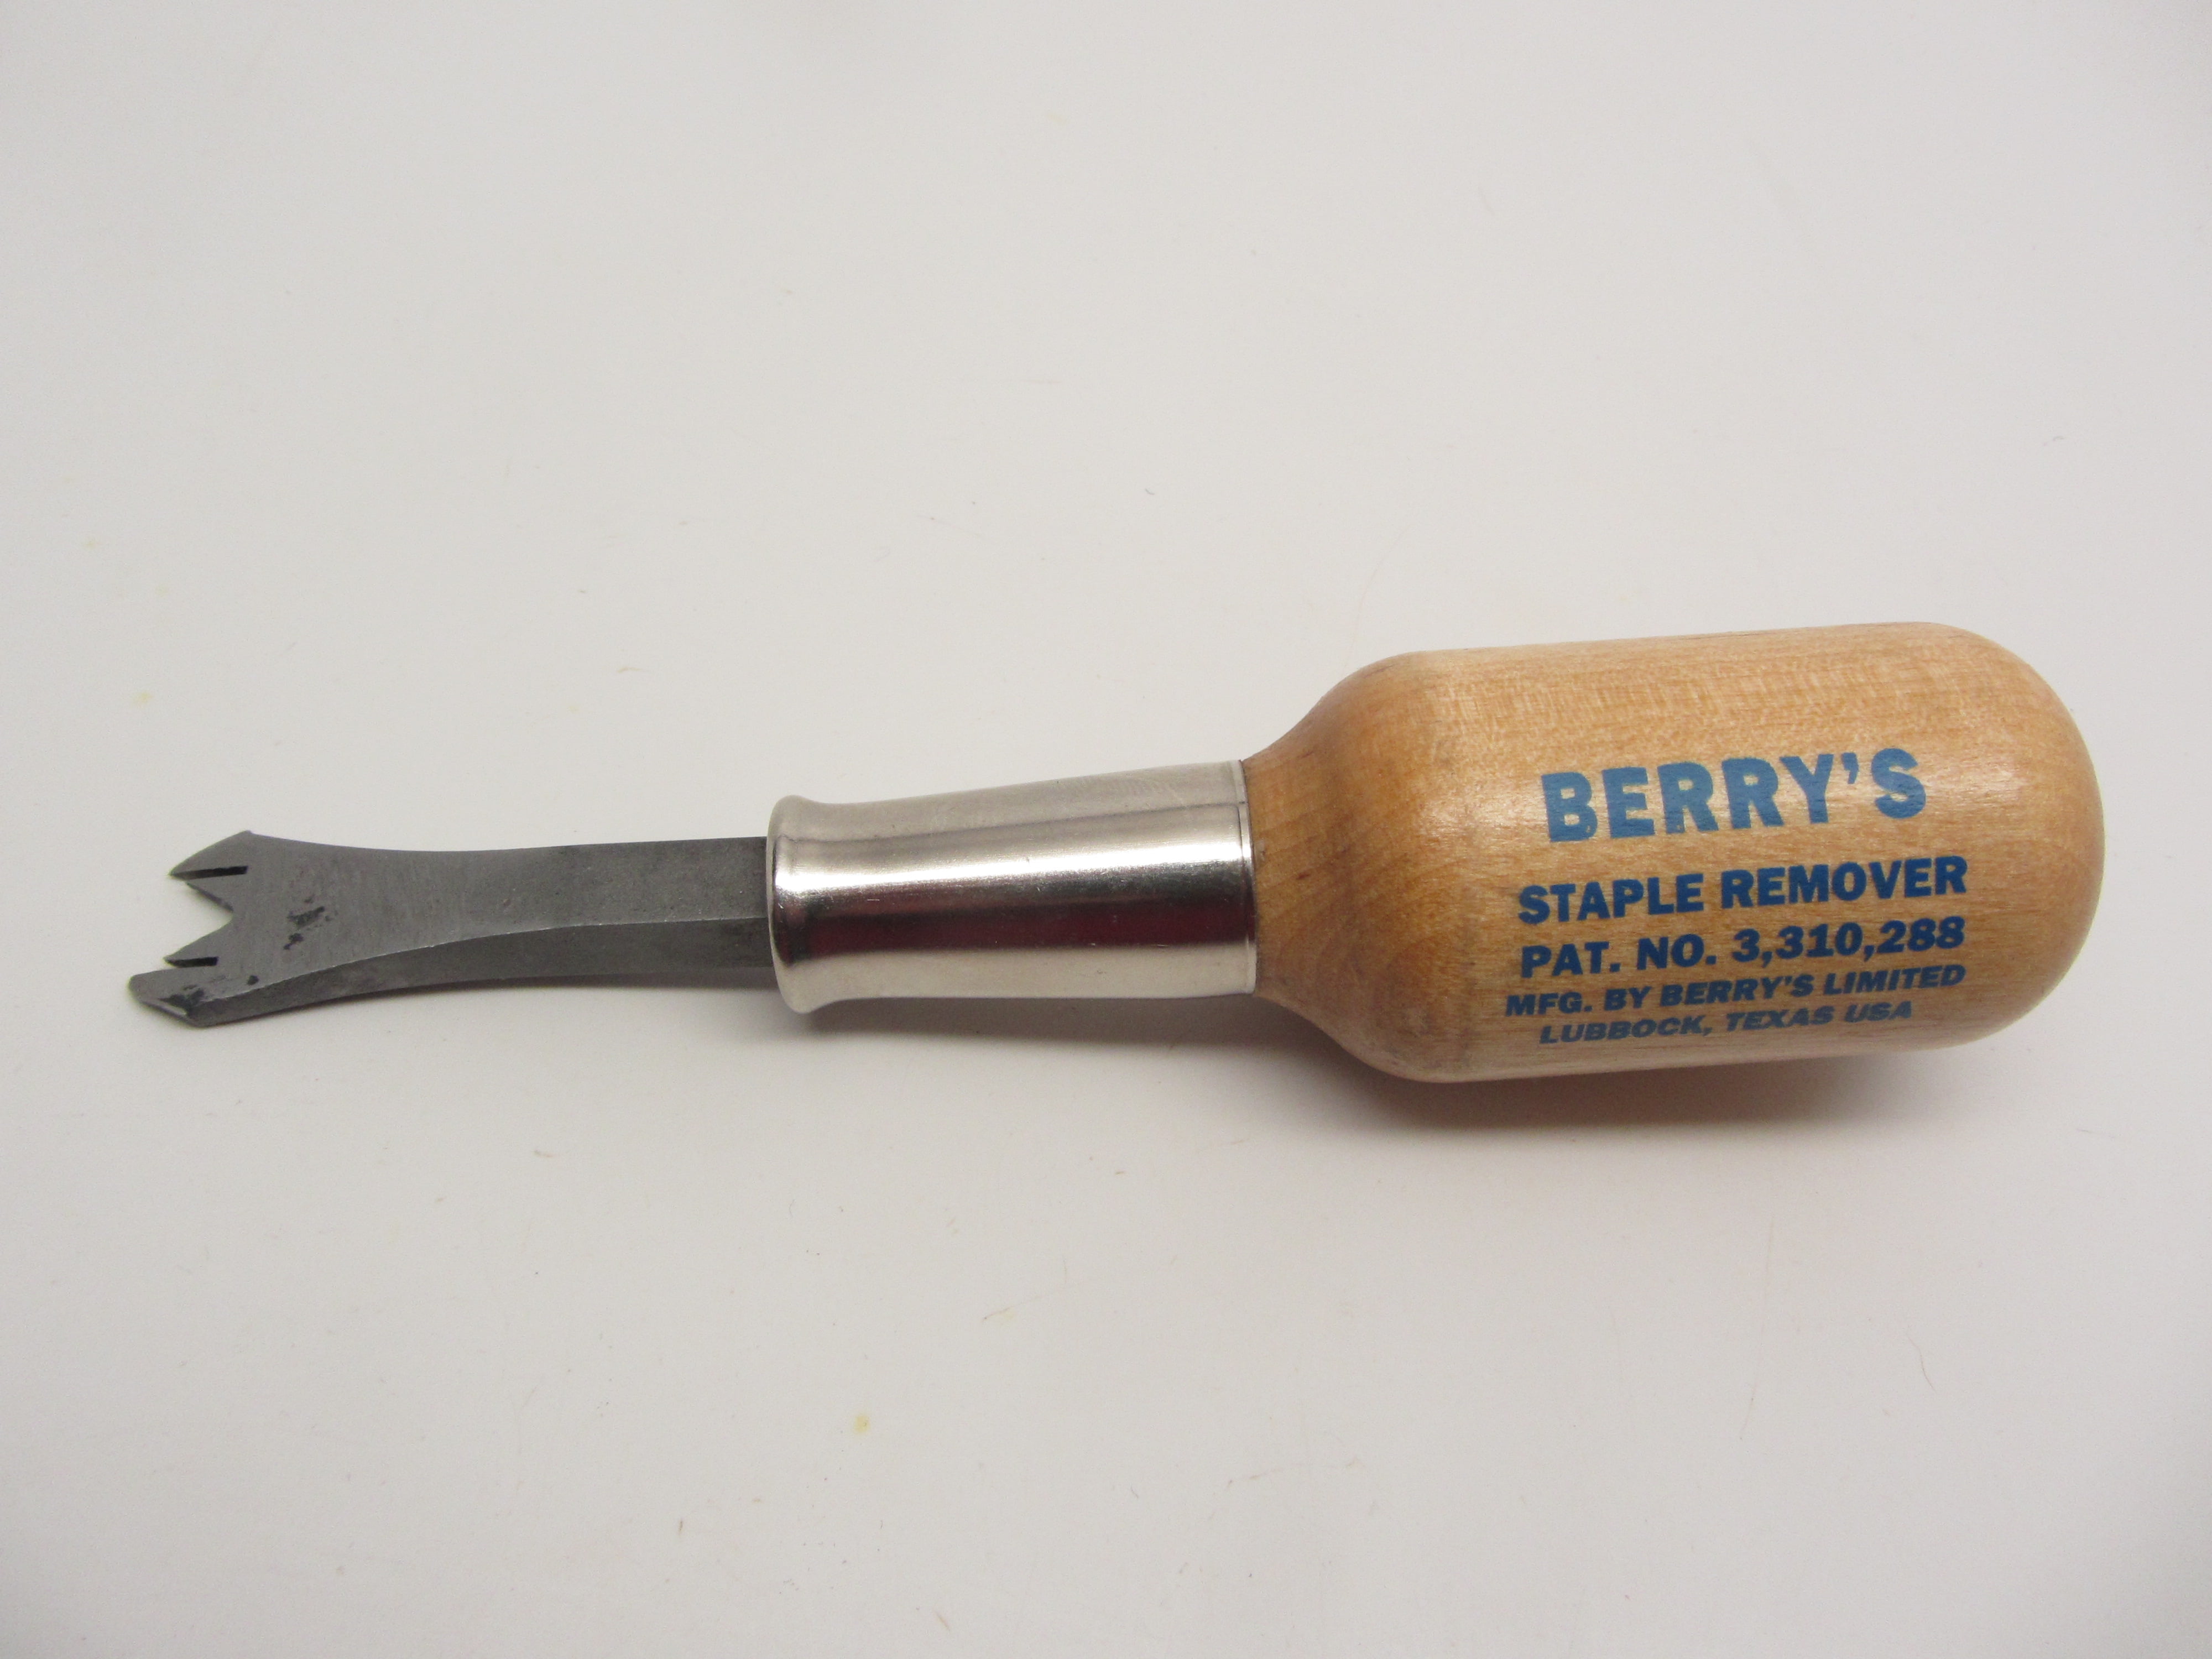 BERRY'S
STAPLE REMOVER
PAT. NO. 3,310,288
MFG. BY BERRY'S LIMITED
LUBBOCK, TEXAS USA